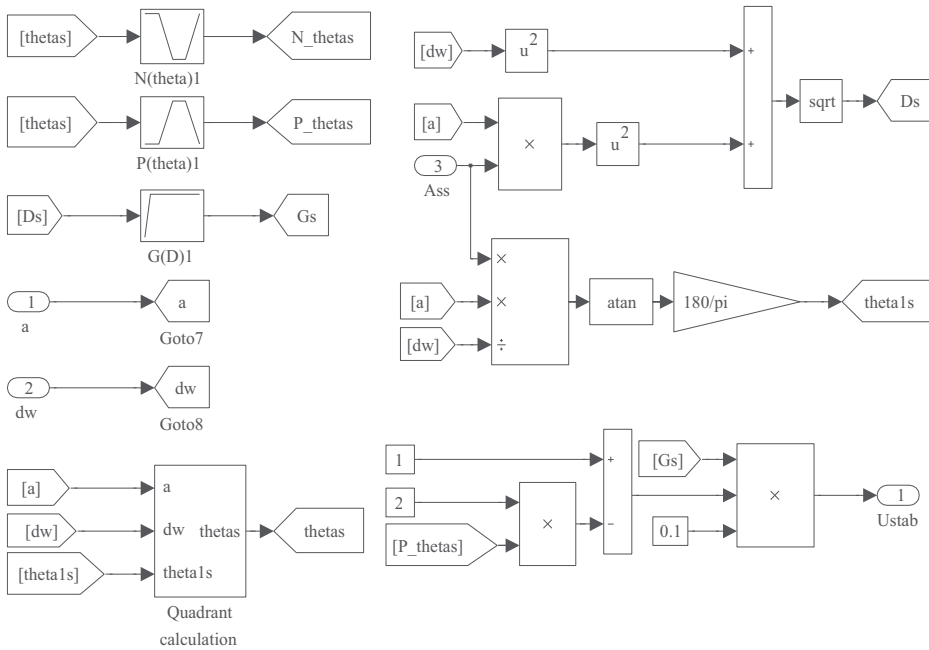 [thetas]
N_thetas
N(theta)1
[thetas]
P_thetas
P(theta)1
[Ds]
Gs
G(D)1
1
a
a
Goto7
2
dw
dw
Goto8
[a]
[dw]
[theta1s]
a
dw
theta1s
thetas
thetas
Quadrant
calculation
[dw]
u²
[a]
3
Ass
×
u²
+
+
sqrt
Ds
×
×
÷
[a]
[dw]
atan
180/pi
theta1s
1
2
[P_thetas]
×
+
−
[Gs]
0.1
×
1
Ustab